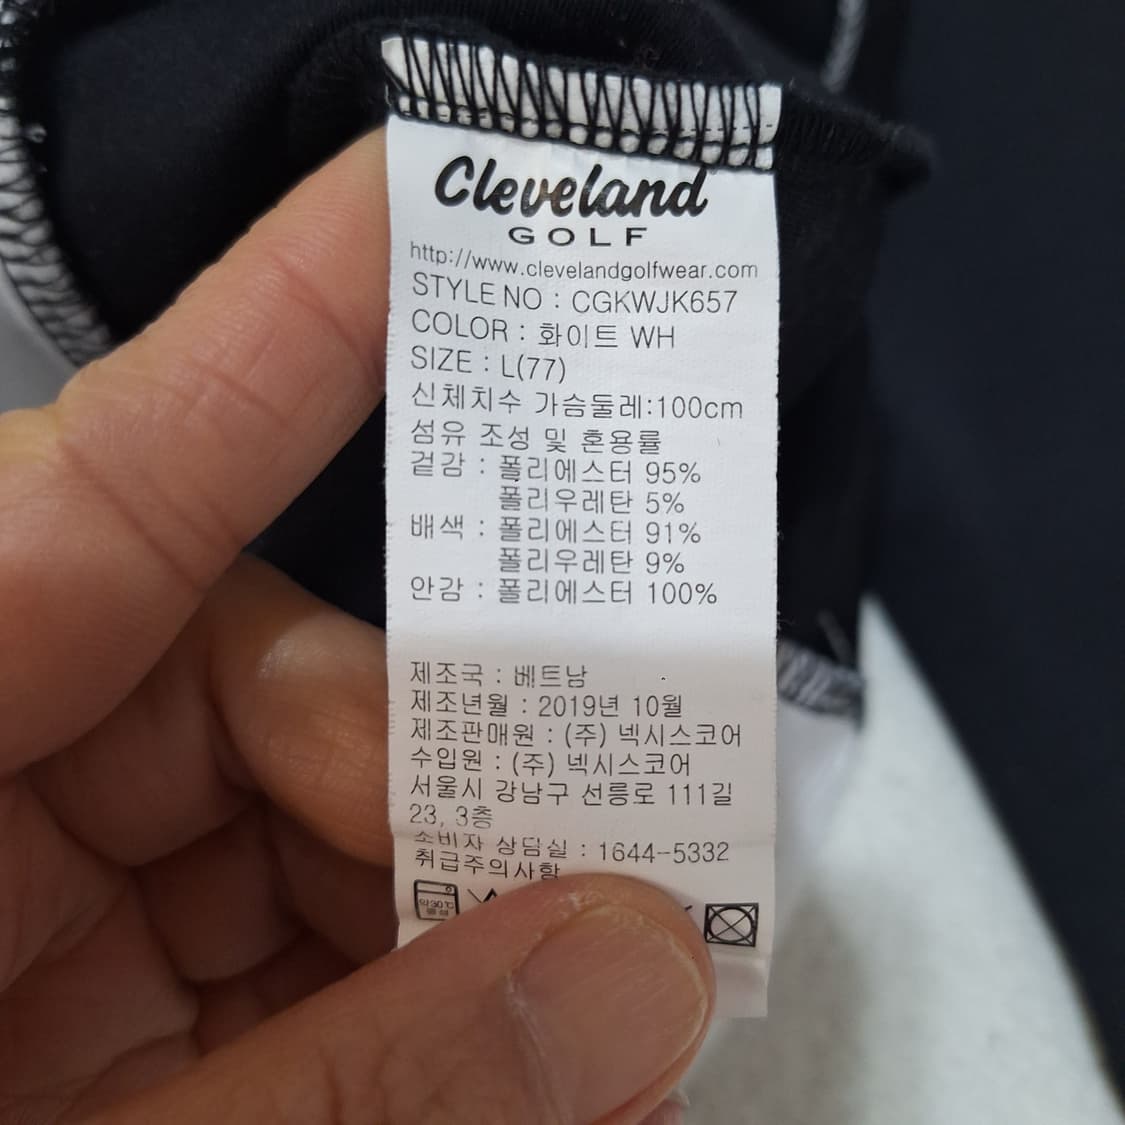 Cleveland
GOLF
http://www.clevelandgolfwear.com
STYLE NO : CGKWJK657
COLOR : 화이트 WH
SIZE : L(77)
신체치수 가슴둘레:100cm
섬유 조성 및 혼용률
겉감 : 폴리에스터 95%
폴리우레탄 5%
배색 : 폴리에스터 91%
폴리우레탄 9%
안감 : 폴리에스터 100%
제조국 : 베트남
제조년월 : 2019년 10월
제조판매원 : (주) 넥시스코어
수입원 : (주) 넥시스코어
서울시 강남구 선릉로 111길
23, 3층
소비자 상담실 : 1644-5332
취급주의사항
약30℃